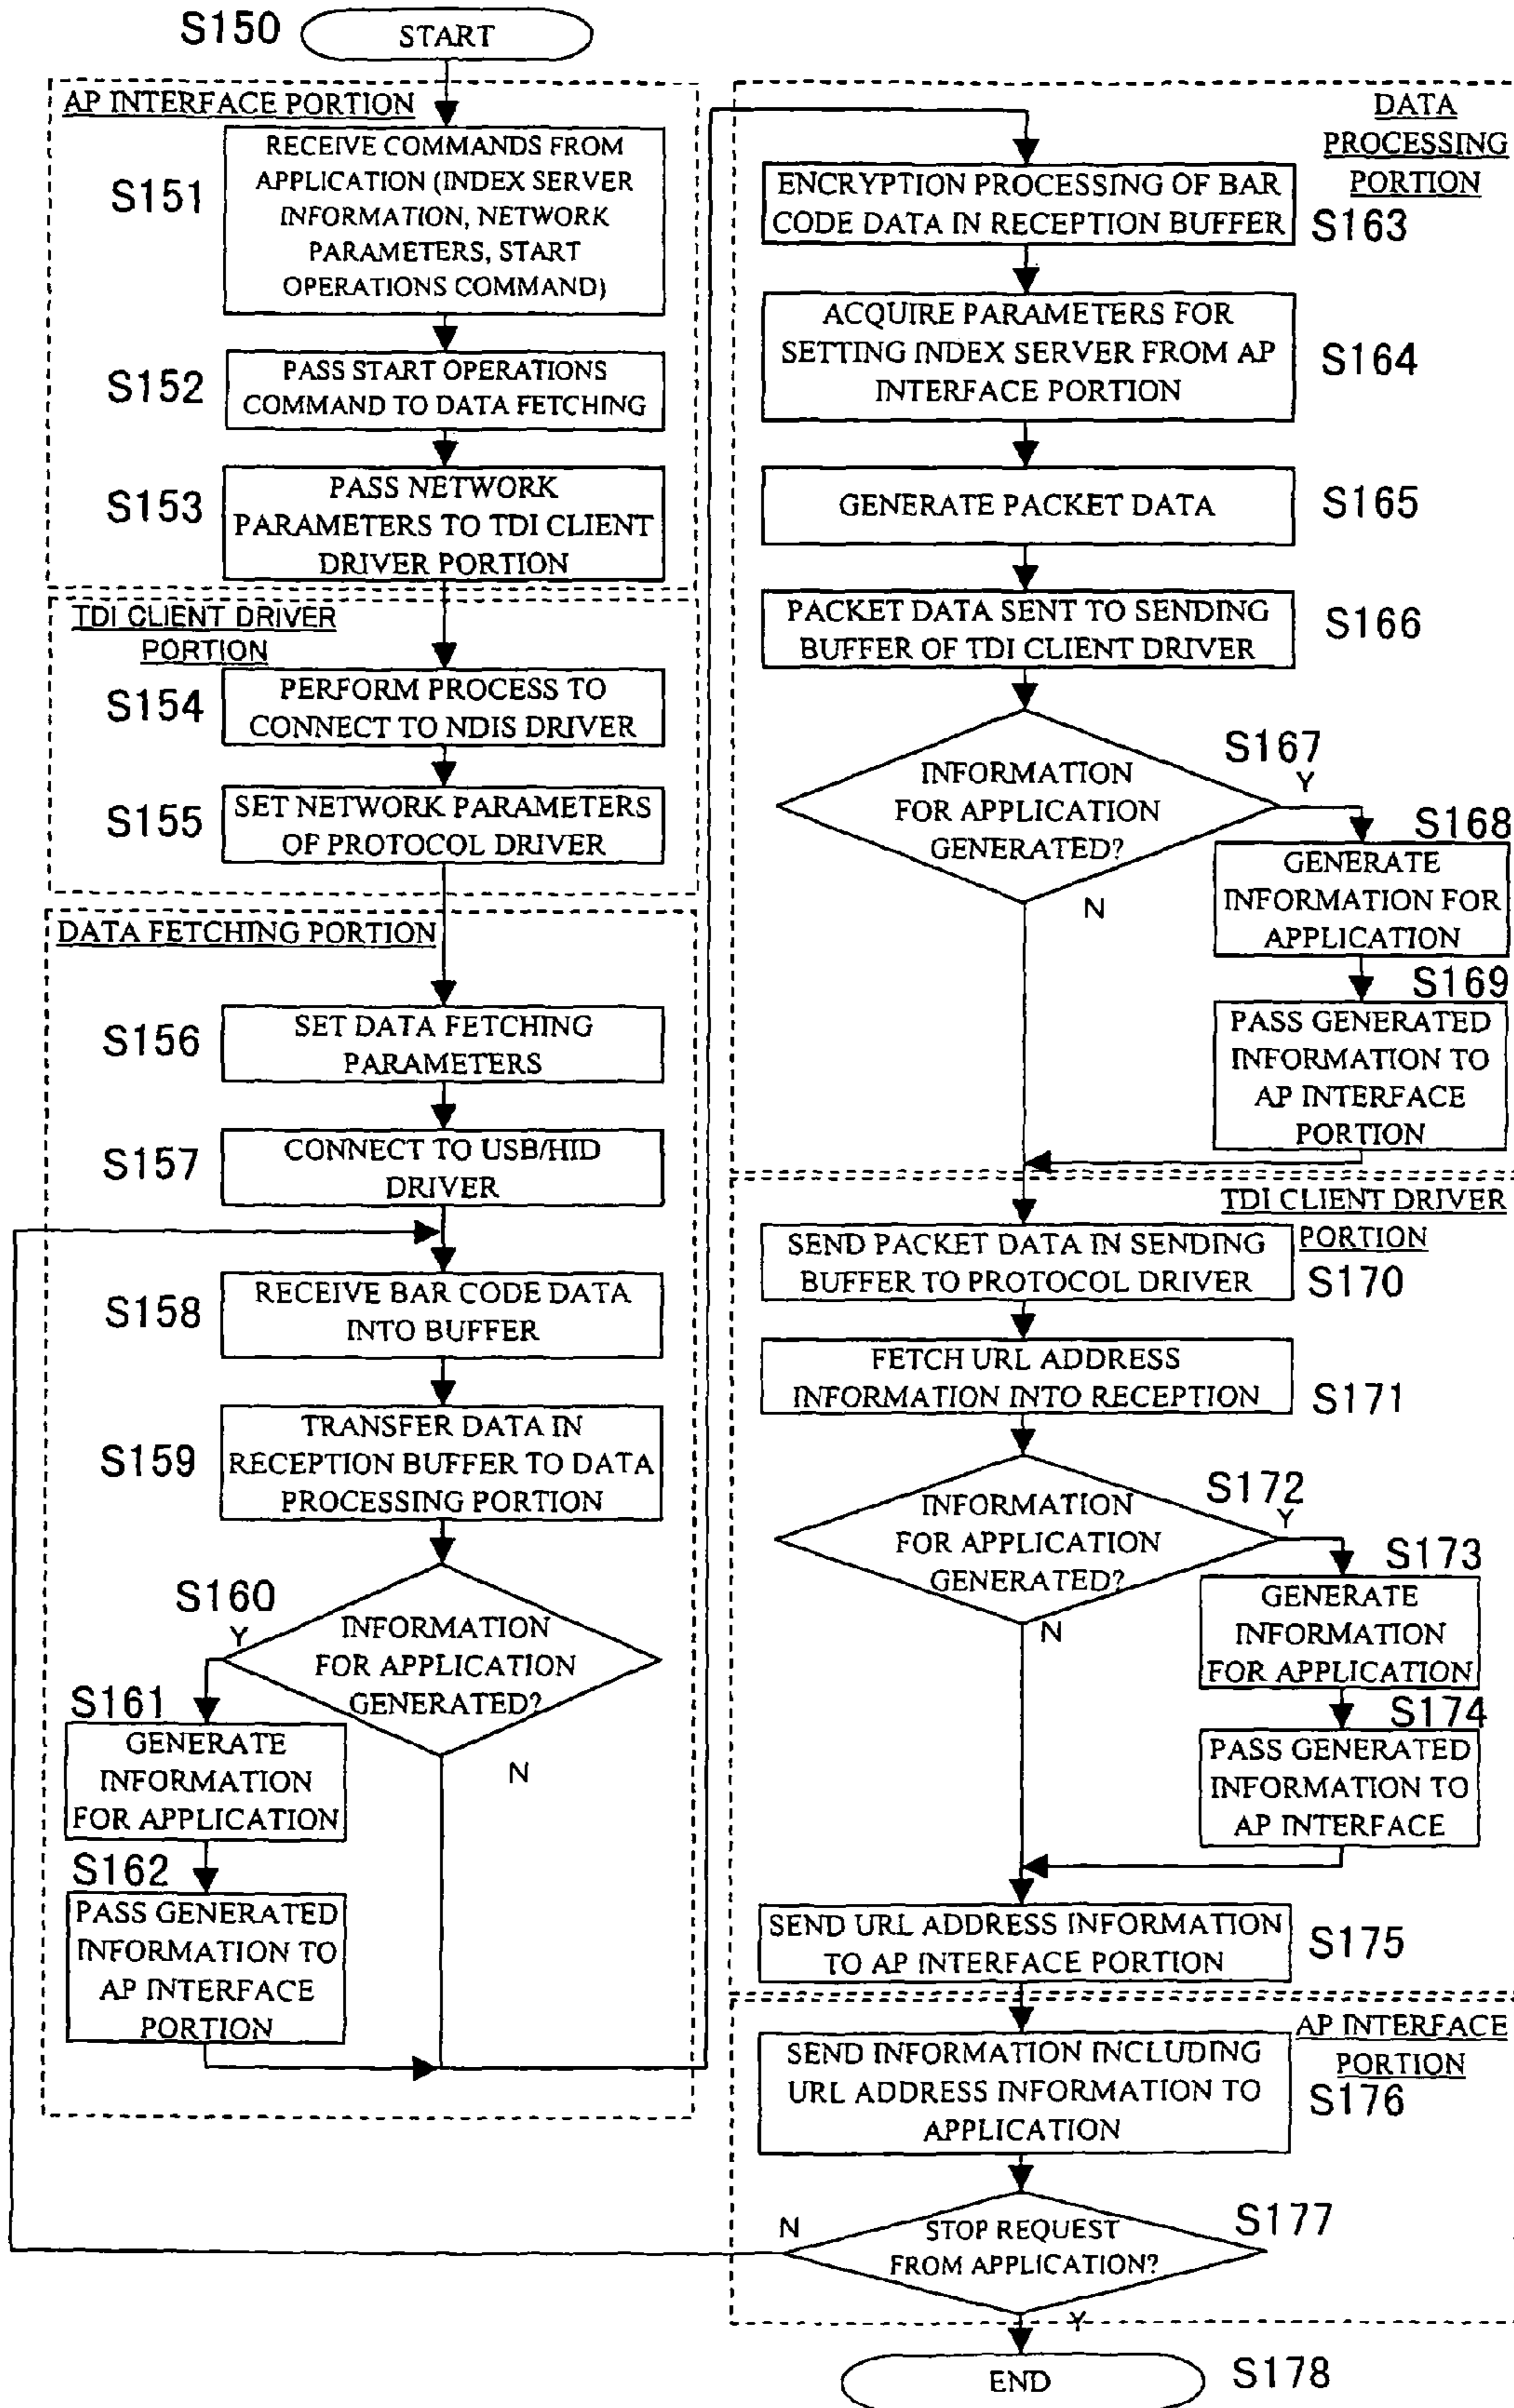 S150
START
AP INTERFACE PORTION
S151
RECEIVE COMMANDS FROM
APPLICATION (INDEX SERVER
INFORMATION, NETWORK
PARAMETERS, START
OPERATIONS COMMAND)
S152
PASS START OPERATIONS
COMMAND TO DATA FETCHING
S153
PASS NETWORK
PARAMETERS TO TDI CLIENT
DRIVER PORTION
TDI CLIENT DRIVER
PORTION
S154
PERFORM PROCESS TO
CONNECT TO NDIS DRIVER
S155
SET NETWORK PARAMETERS
OF PROTOCOL DRIVER
DATA FETCHING PORTION
S156
SET DATA FETCHING
PARAMETERS
S157
CONNECT TO USB/HID
DRIVER
S158
RECEIVE BAR CODE DATA
INTO BUFFER
S159
TRANSFER DATA IN
RECEPTION BUFFER TO DATA
PROCESSING PORTION
S160
Y
INFORMATION
FOR APPLICATION
GENERATED?
N
S161
GENERATE
INFORMATION
FOR APPLICATION
S162
PASS GENERATED
INFORMATION TO
AP INTERFACE
PORTION
DATA
PROCESSING
PORTION
ENCRYPTION PROCESSING OF BAR
CODE DATA IN RECEPTION BUFFER
S163
ACQUIRE PARAMETERS FOR
SETTING INDEX SERVER FROM AP
INTERFACE PORTION
S164
GENERATE PACKET DATA
S165
PACKET DATA SENT TO SENDING
BUFFER OF TDI CLIENT DRIVER
S166
INFORMATION
FOR APPLICATION
GENERATED?
S167
Y
N
S168
GENERATE
INFORMATION FOR
APPLICATION
S169
PASS GENERATED
INFORMATION TO
AP INTERFACE
PORTION
TDI CLIENT DRIVER
PORTION
SEND PACKET DATA IN SENDING
BUFFER TO PROTOCOL DRIVER
S170
FETCH URL ADDRESS
INFORMATION INTO RECEPTION
S171
INFORMATION
FOR APPLICATION
GENERATED?
S172
Y
N
S173
GENERATE
INFORMATION
FOR APPLICATION
S174
PASS GENERATED
INFORMATION TO
AP INTERFACE
SEND URL ADDRESS INFORMATION
TO AP INTERFACE PORTION
S175
AP INTERFACE
PORTION
SEND INFORMATION INCLUDING
URL ADDRESS INFORMATION TO
APPLICATION
S176
N
STOP REQUEST
FROM APPLICATION?
S177
Y
END
S178